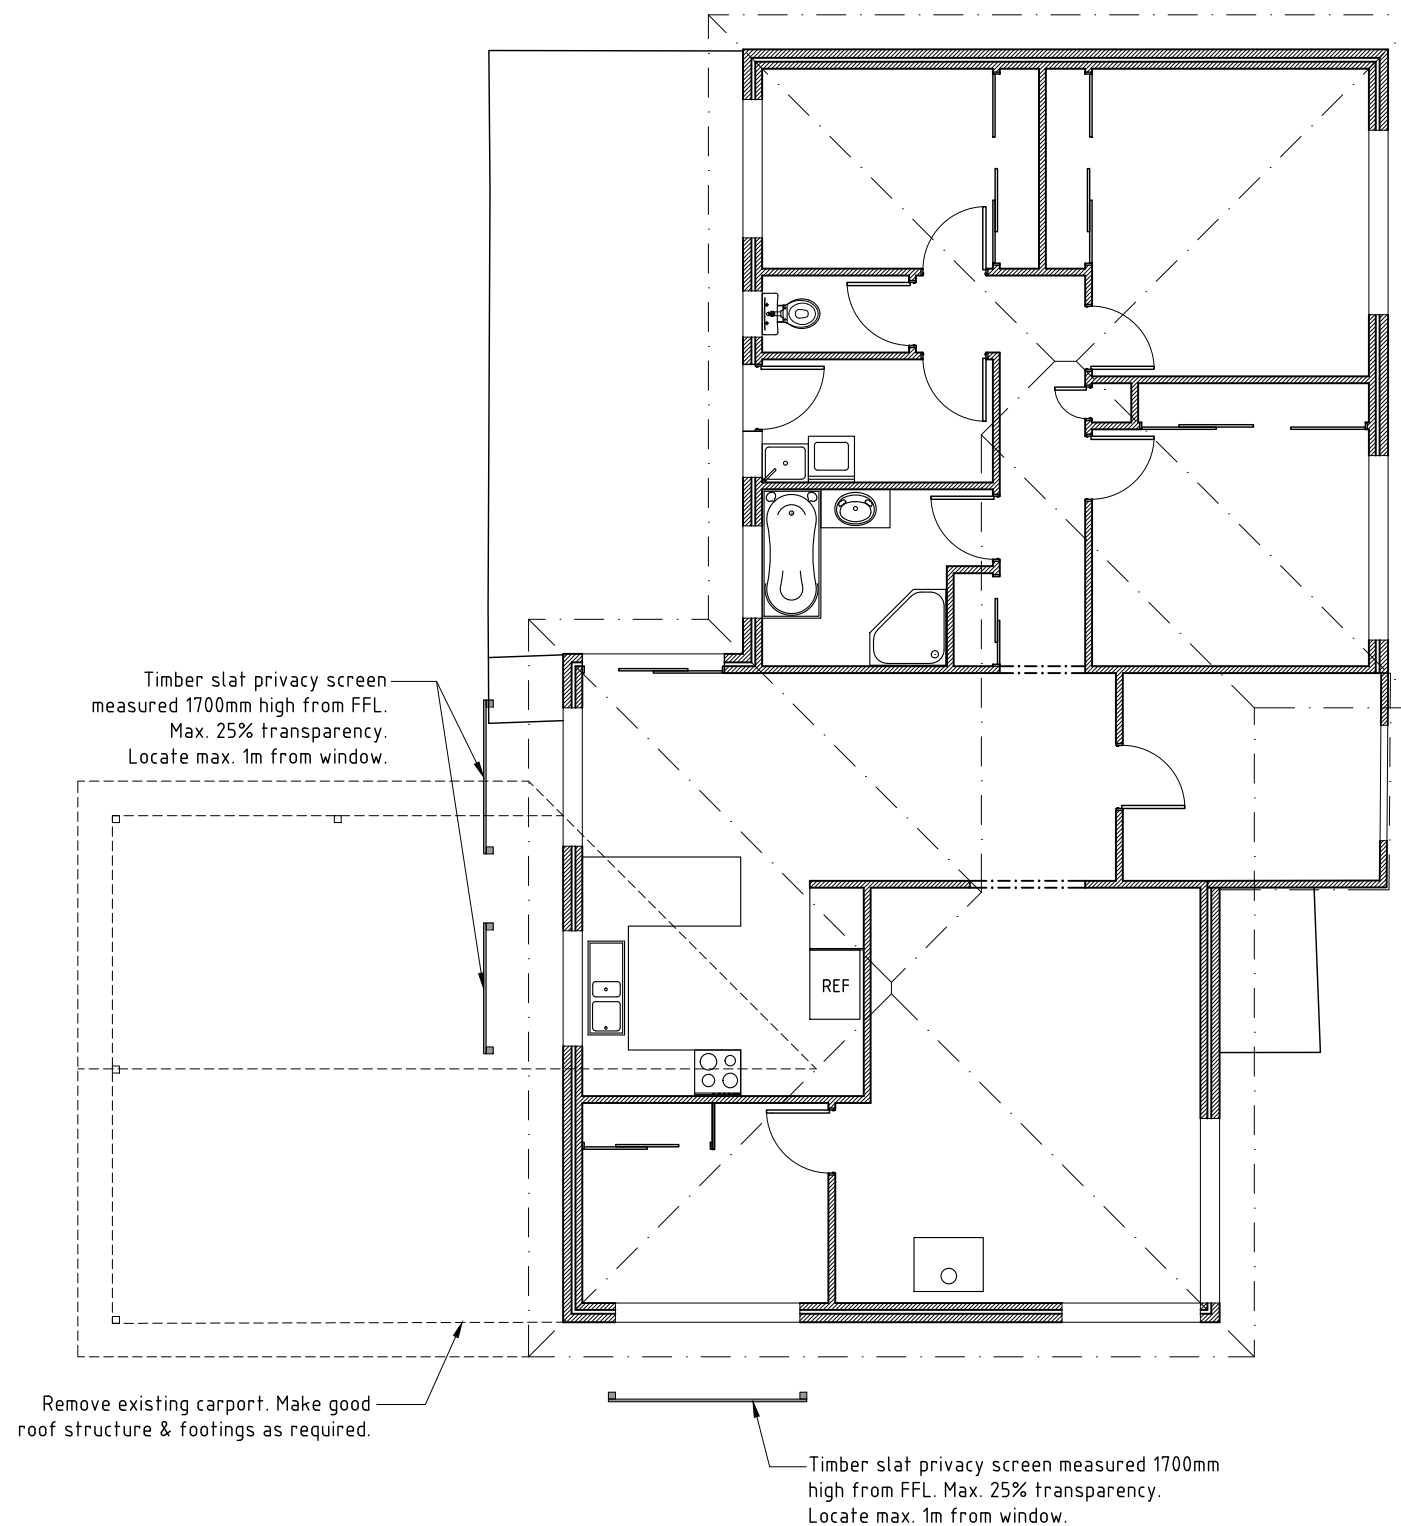 Timber slat privacy screen
measured 1700mm high from FFL.
Max. 25% transparency.
Locate max. 1m from window.
REF
Remove existing carport. Make good
roof structure & footings as required.
Timber slat privacy screen measured 1700mm
high from FFL. Max. 25% transparency.
Locate max. 1m from window.